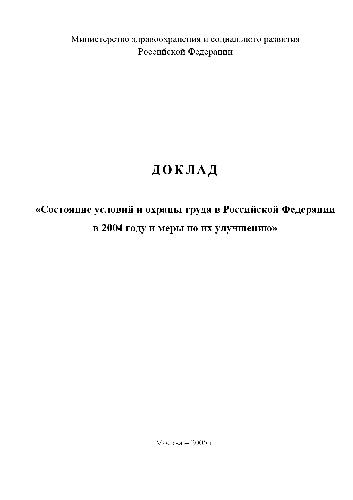 Министерство здравоохранения и социального развития
Российской Федерации
ДОКЛАД
«Состояние условий и охраны труда в Российской Федерации
в 2004 году и меры по их улучшению»
Москва –